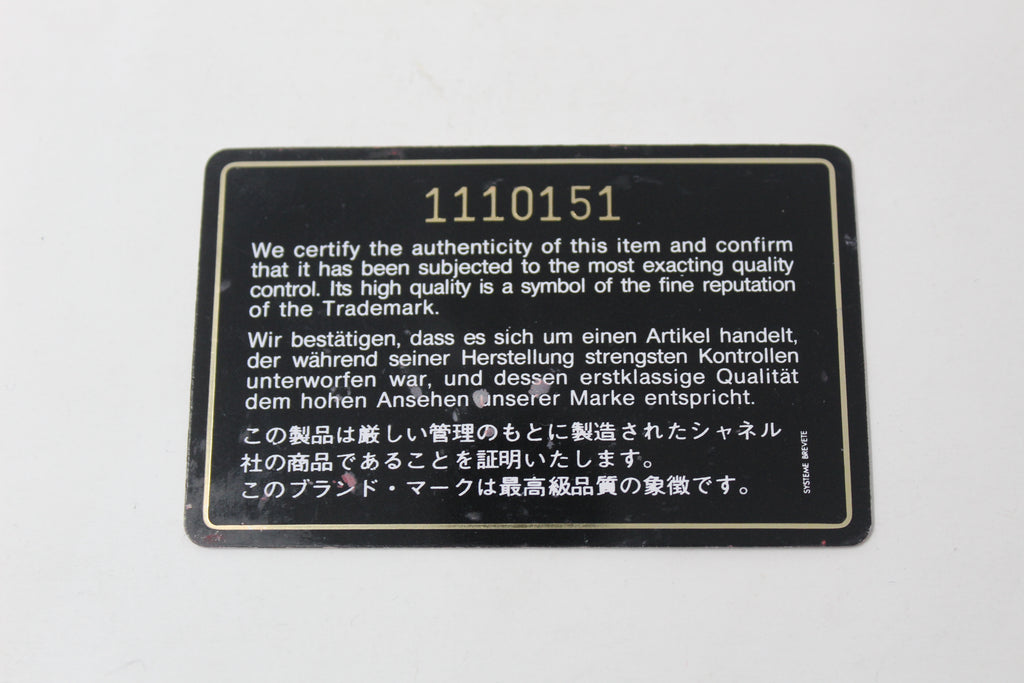 1110151
We certify the authenticity of this item and confirm
that it has been subjected to the most exacting quality
control. Its high quality is a symbol of the fine reputation
of the Trademark.
Wir bestätigen, dass es sich um einen Artikel handelt,
der während seiner Herstellung strengsten Kontrollen
unterworfen war, und dessen erstklassige Qualität
dem hohen Ansehen unserer Marke entspricht.
この製品は厳しい管理のもとに製造されたシャネル
社の商品であることを証明いたします。
このブランド・マークは最高級品質の象徴です。
SYSTEME BREVETE